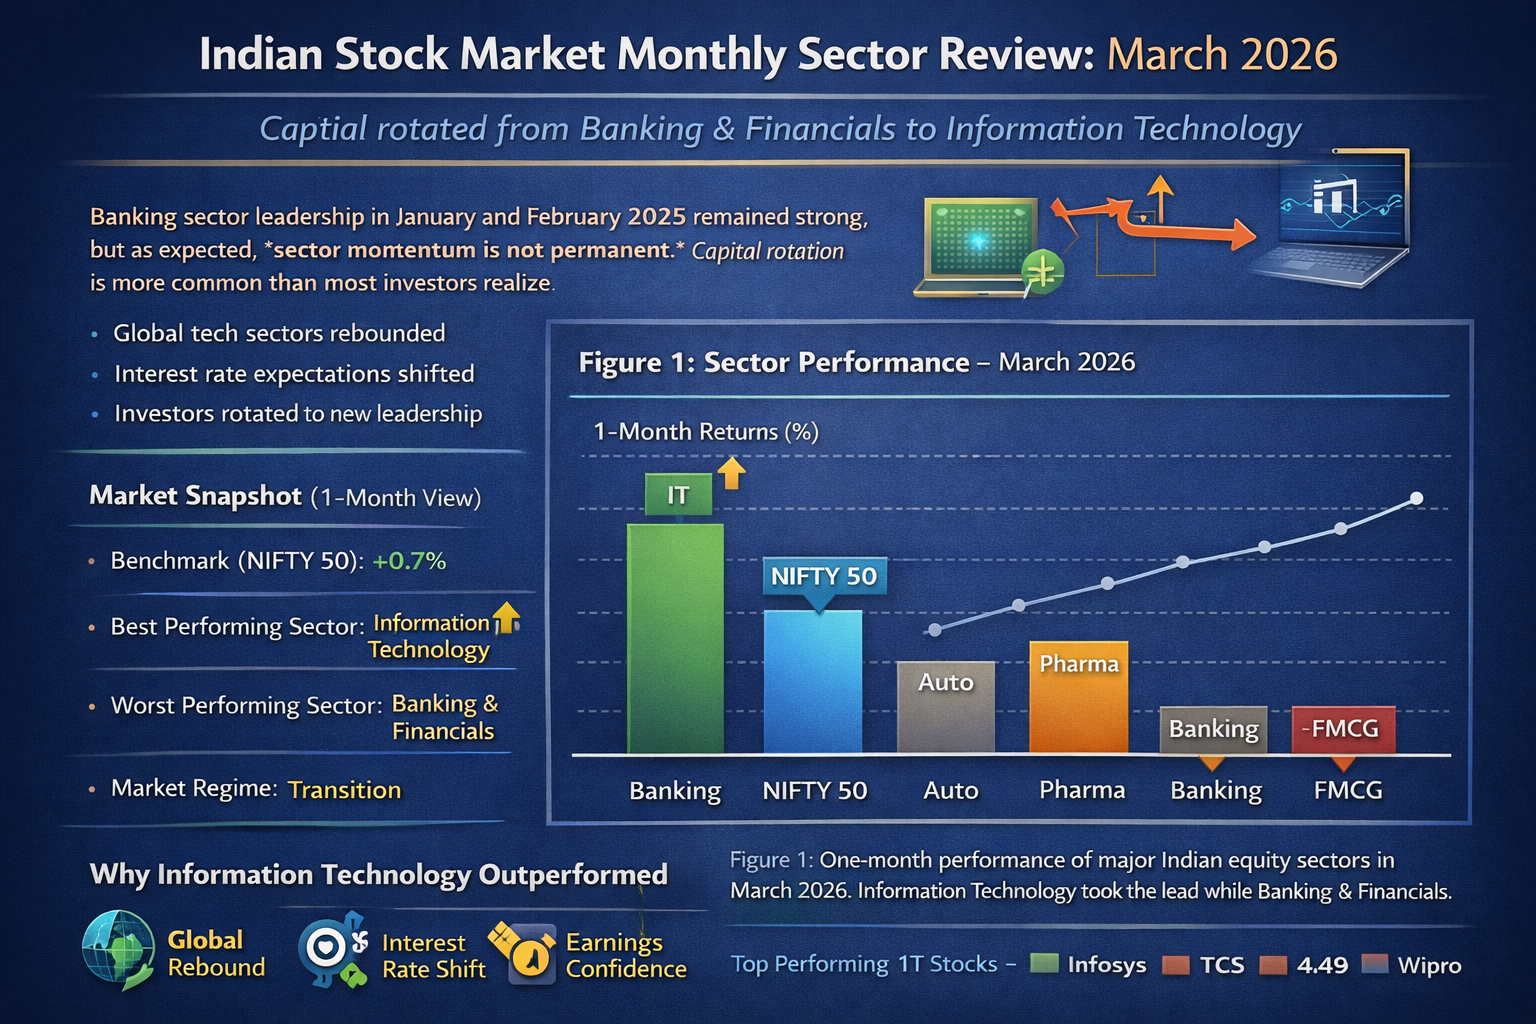 Indian Stock Market Monthly Sector Review: March 2026
Captial rotated from Banking & Financials to Information Technology
Banking sector leadership in January and February 2025 remained strong,
but as expected, *sector momentum is not permanent.* Capital rotation
is more common than most investors realize.
• Global tech sectors rebounded
• Interest rate expectations shifted
• Investors rotated to new leadership
Market Snapshot (1-Month View)
• Benchmark (NIFTY 50): +0.7%
• Best Performing Sector: Information
Technology
• Worst Performing Sector: Banking &
Financials
• Market Regime: Transition
Figure 1: Sector Performance – March 2026
1-Month Returns (%)
IT
NIFTY 50
Auto
Pharma
Banking
-FMCG
Banking NIFTY 50 Auto Pharma Banking FMCG
Figure 1: One-month performance of major Indian equity sectors in
March 2026. Information Technology took the lead while Banking & Financials.
Why Information Technology Outperformed
Global
Rebound
Interest
Rate Shift
Earnings
Confidence
Top Performing 1T Stocks – Infosys TCS 4.49 Wipro